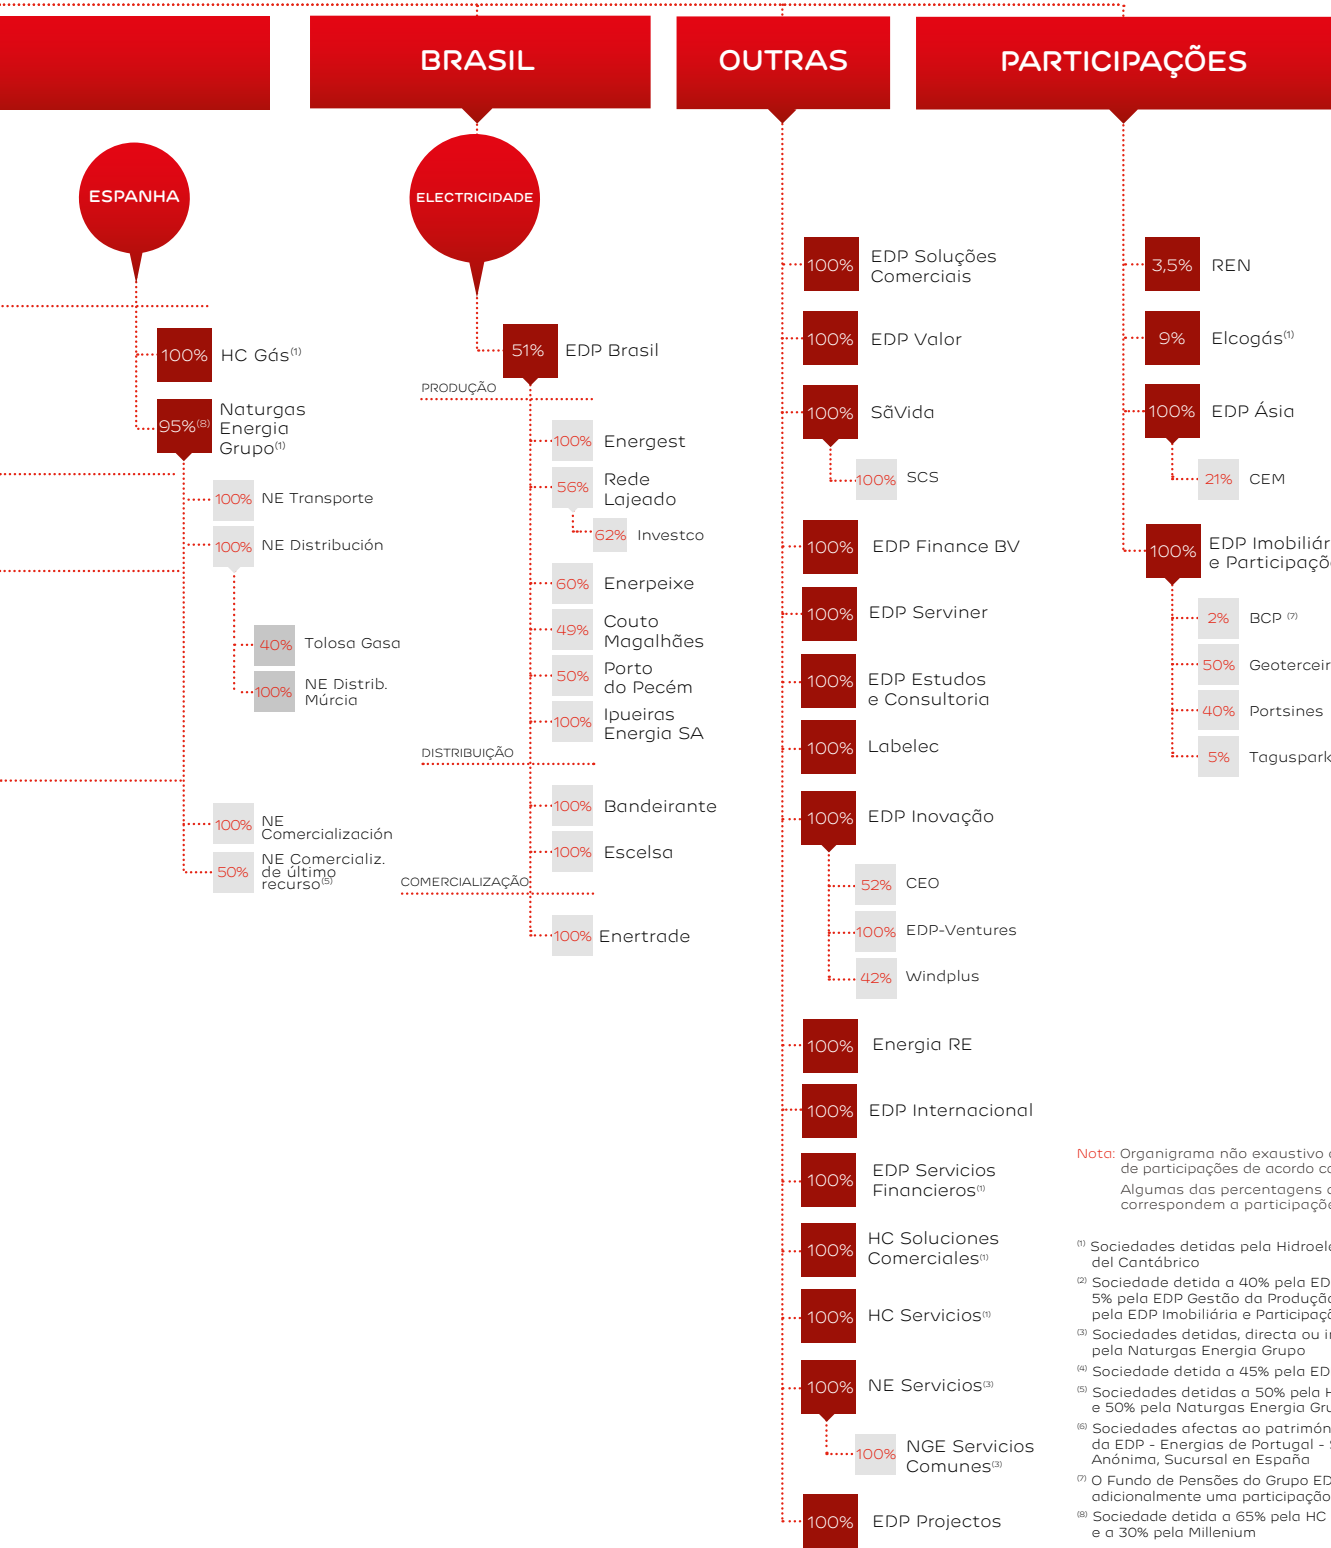 BRASIL
OUTRAS
PARTICIPAÇÕES
ESPANHA
100% HC Gás(1)
95%(8) Naturgas
Energia
Grupo(1)
100% NE Transporte
100% NE Distribución
40% Tolosa Gasa
100% NE Distrib.
Múrcia
100% NE
Comercialización
50% NE Comercializ.
de último
recurso(5)
ELECTRICIDADE
51% EDP Brasil
PRODUÇÃO
100% Energest
56% Rede
Lajeado
62% Investco
60% Enerpeixe
49% Couto
Magalhães
50% Porto
do Pecém
100% Ipueiras
Energia SA
DISTRIBUIÇÃO
100% Bandeirante
100% Escelsa
COMERCIALIZAÇÃO
100% Enertrade
100% EDP Soluções
Comerciais
100% EDP Valor
100% SãVida
100% SCS
100% EDP Finance BV
100% EDP Serviner
100% EDP Estudos
e Consultoria
100% Labelec
100% EDP Inovação
52% CEO
100% EDP-Ventures
42% Windplus
100% Energia RE
100% EDP Internacional
100% EDP Servicios
Financieros(1)
100% HC Soluciones
Comerciales(1)
100% HC Servicios(1)
100% NE Servicios(3)
100% NGE Servicios
Comunes(3)
100% EDP Projectos
3,5% REN
9% Elcogás(1)
100% EDP Ásia
21% CEM
100% EDP Imobiliár
e Participaçõ
2% BCP (7)
50% Geoterceir
40% Portsines
5% Taguspark
Nota: Organigrama não exaustivo
de participações de acordo
Algumas das percentagens
correspondem a participaçõ
(1) Sociedades detidas pela Hidroel
del Cantábrico
(2) Sociedade detida a 40% pela ED
5% pela EDP Gestão da Produçã
pela EDP Imobiliária e Participaç
(3) Sociedades detidas, directa ou i
pela Naturgas Energia Grupo
(4) Sociedade detida a 45% pela ED
(5) Sociedades detidas a 50% pela H
e 50% pela Naturgas Energia Gru
(6) Sociedades afectas ao patrimón
da EDP - Energias de Portugal -
Anónima, Sucursal en España
(7) O Fundo de Pensões do Grupo ED
adicionalmente uma participação
(8) Sociedade detida a 65% pela HC
e a 30% pela Millenium